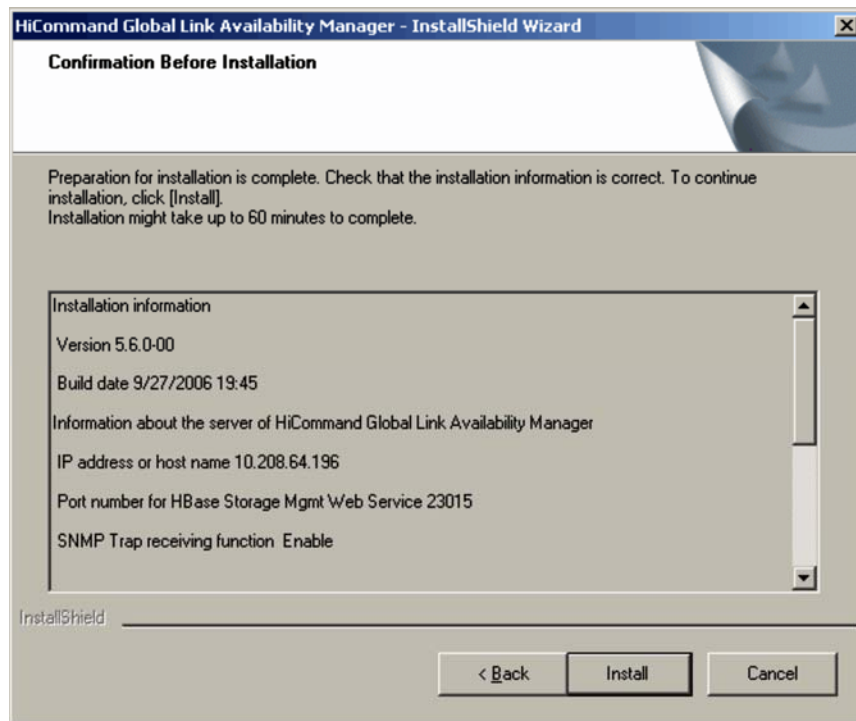 HiCommand Global Link Availability Manager - InstallShield Wizard
Confirmation Before Installation
Preparation for installation is complete. Check that the installation information is correct. To continue
installation, click [Install].
Installation might take up to 60 minutes to complete.
Installation information
Version 5.6.0-00
Build date 9/27/2006 19:45
Information about the server of HiCommand Global Link Availability Manager
IP address or host name 10.208.64.196
Port number for HBase Storage Mgmt Web Service 23015
SNMP Trap receiving function  Enable
InstallShield
< Back
Install
Cancel